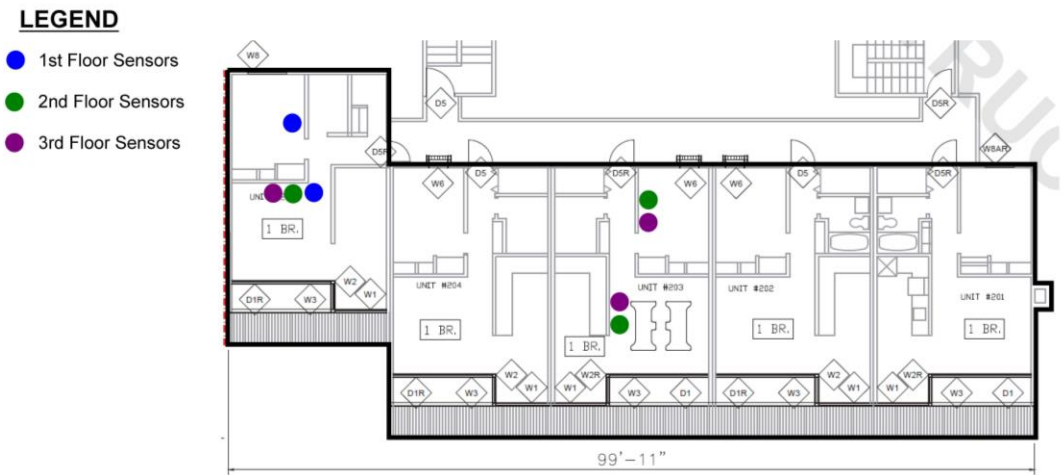 LEGEND
1st Floor Sensors
2nd Floor Sensors
3rd Floor Sensors
W8
D5
D5R
RUC
D5R
W6
D5
D5R
W6
W6
D5
D5R
W8AR
1 BR.
D1R
W3
W2
W1
UNIT #204
1 BR.
UNIT #203
1 BR.
UNIT #202
1 BR.
UNIT #201
1 BR.
W2
W1
W1
W2R
W2
W1
W1
W2R
D1R
W3
W3
D1
D1R
W3
W3
D1
99'-11"